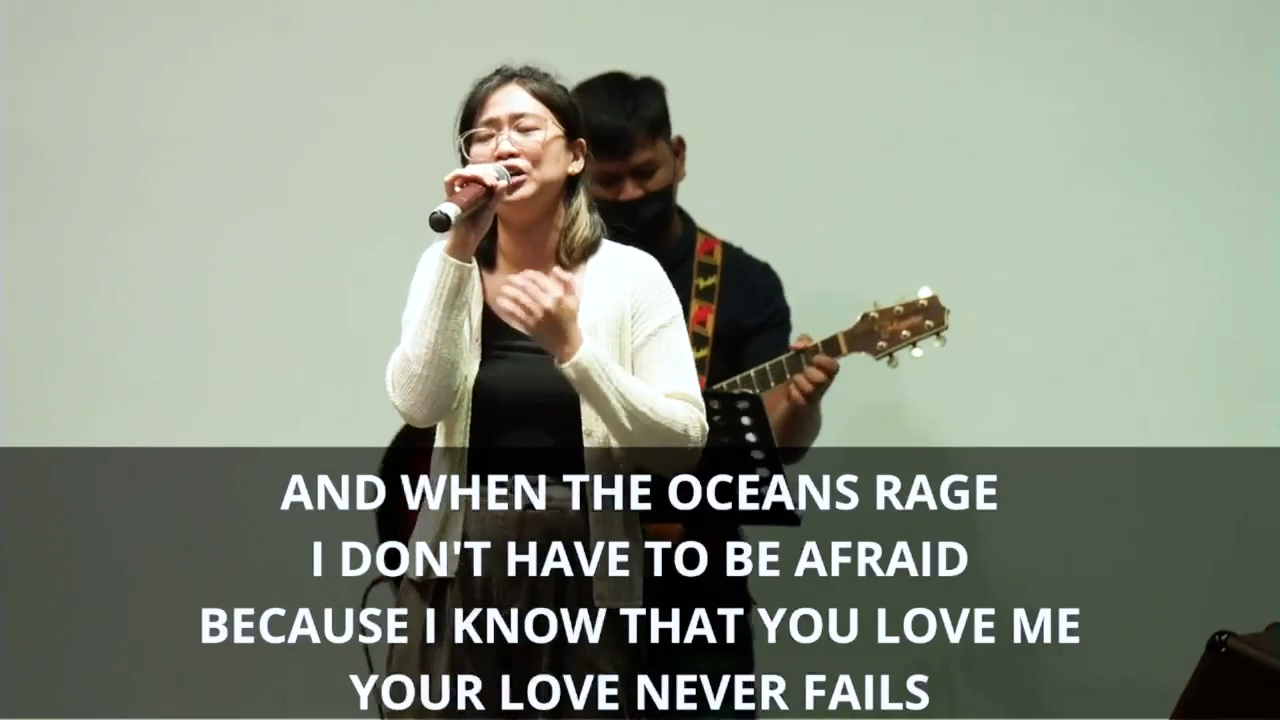 AND WHEN THE OCEANS RAGE
I DON'T HAVE TO BE AFRAID
BECAUSE I KNOW THAT YOU LOVE ME
YOUR LOVE NEVER FAILS